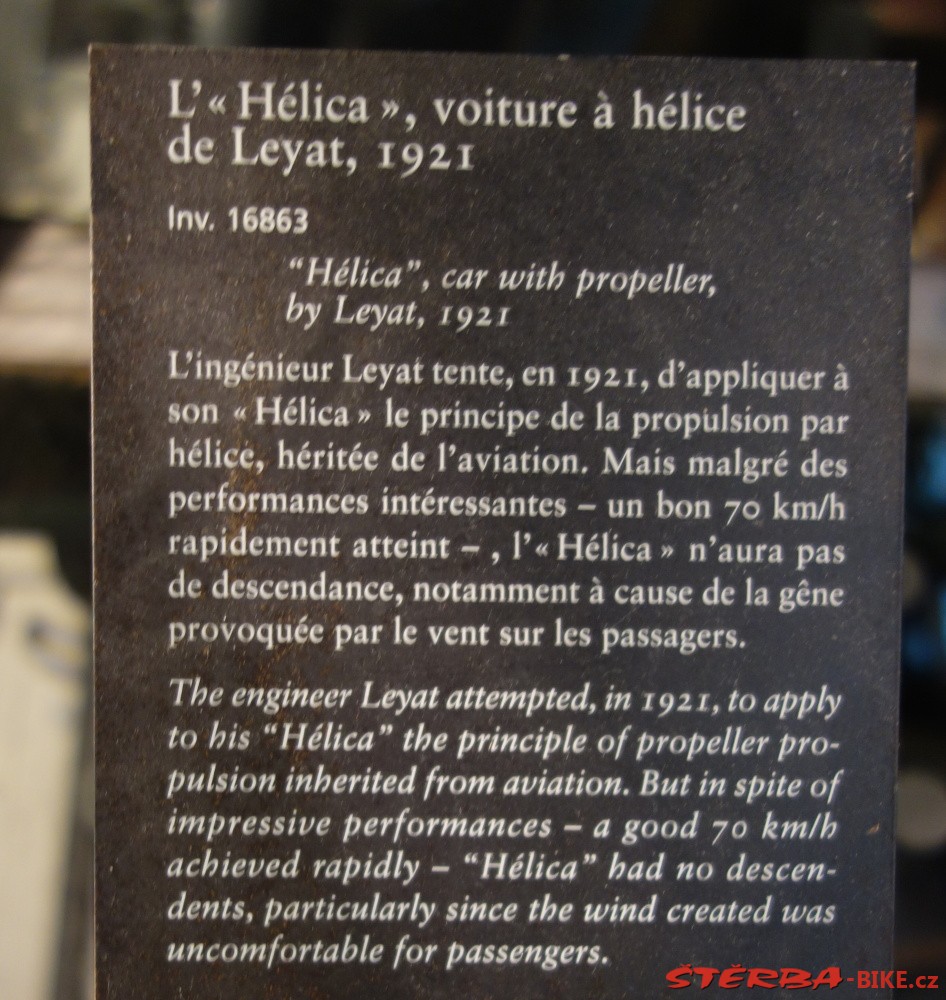 L'« Hélica », voiture à hélice
de Leyat, 1921
Inv. 16863
“Hélica”, car with propeller,
by Leyat, 1921
L'ingénieur Leyat tente, en 1921, d'appliquer à
son « Hélica » le principe de la propulsion par
hélice, héritée de l'aviation. Mais malgré des
performances intéressantes – un bon 70 km/h
rapidement atteint – , l'« Hélica » n'aura pas
de descendance, notamment à cause de la gêne
provoquée par le vent sur les passagers.
The engineer Leyat attempted, in 1921, to apply
to his “Hélica” the principle of propeller pro-
pulsion inherited from aviation. But in spite of
impressive performances – a good 70 km/h
achieved rapidly – “Hélica” had no descen-
dents, particularly since the wind created was
uncomfortable for passengers.
ŠTĚRBA-BIKE.cz